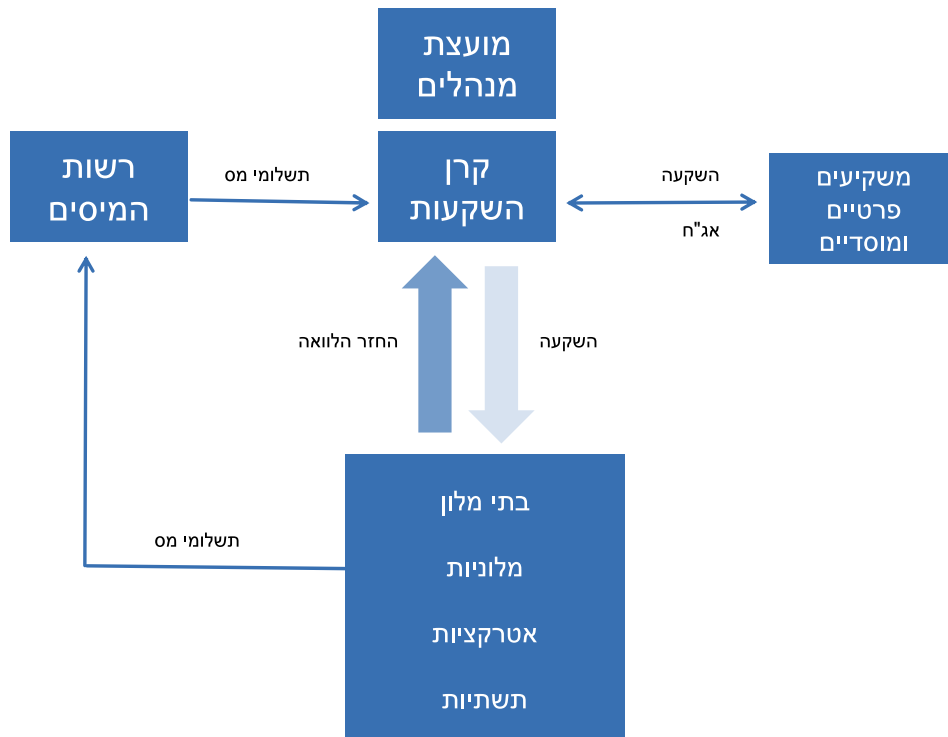 מועצת
מנהלים
קרן
השקעות
רשות
המיסים
תשלומי מס
השקעה
אג"ח
משקיעים
פרטיים
ומוסדיים
החזר הלוואה
השקעה
בתי מלון
מלוניות
אטרקציות
תשתיות
תשלומי מס